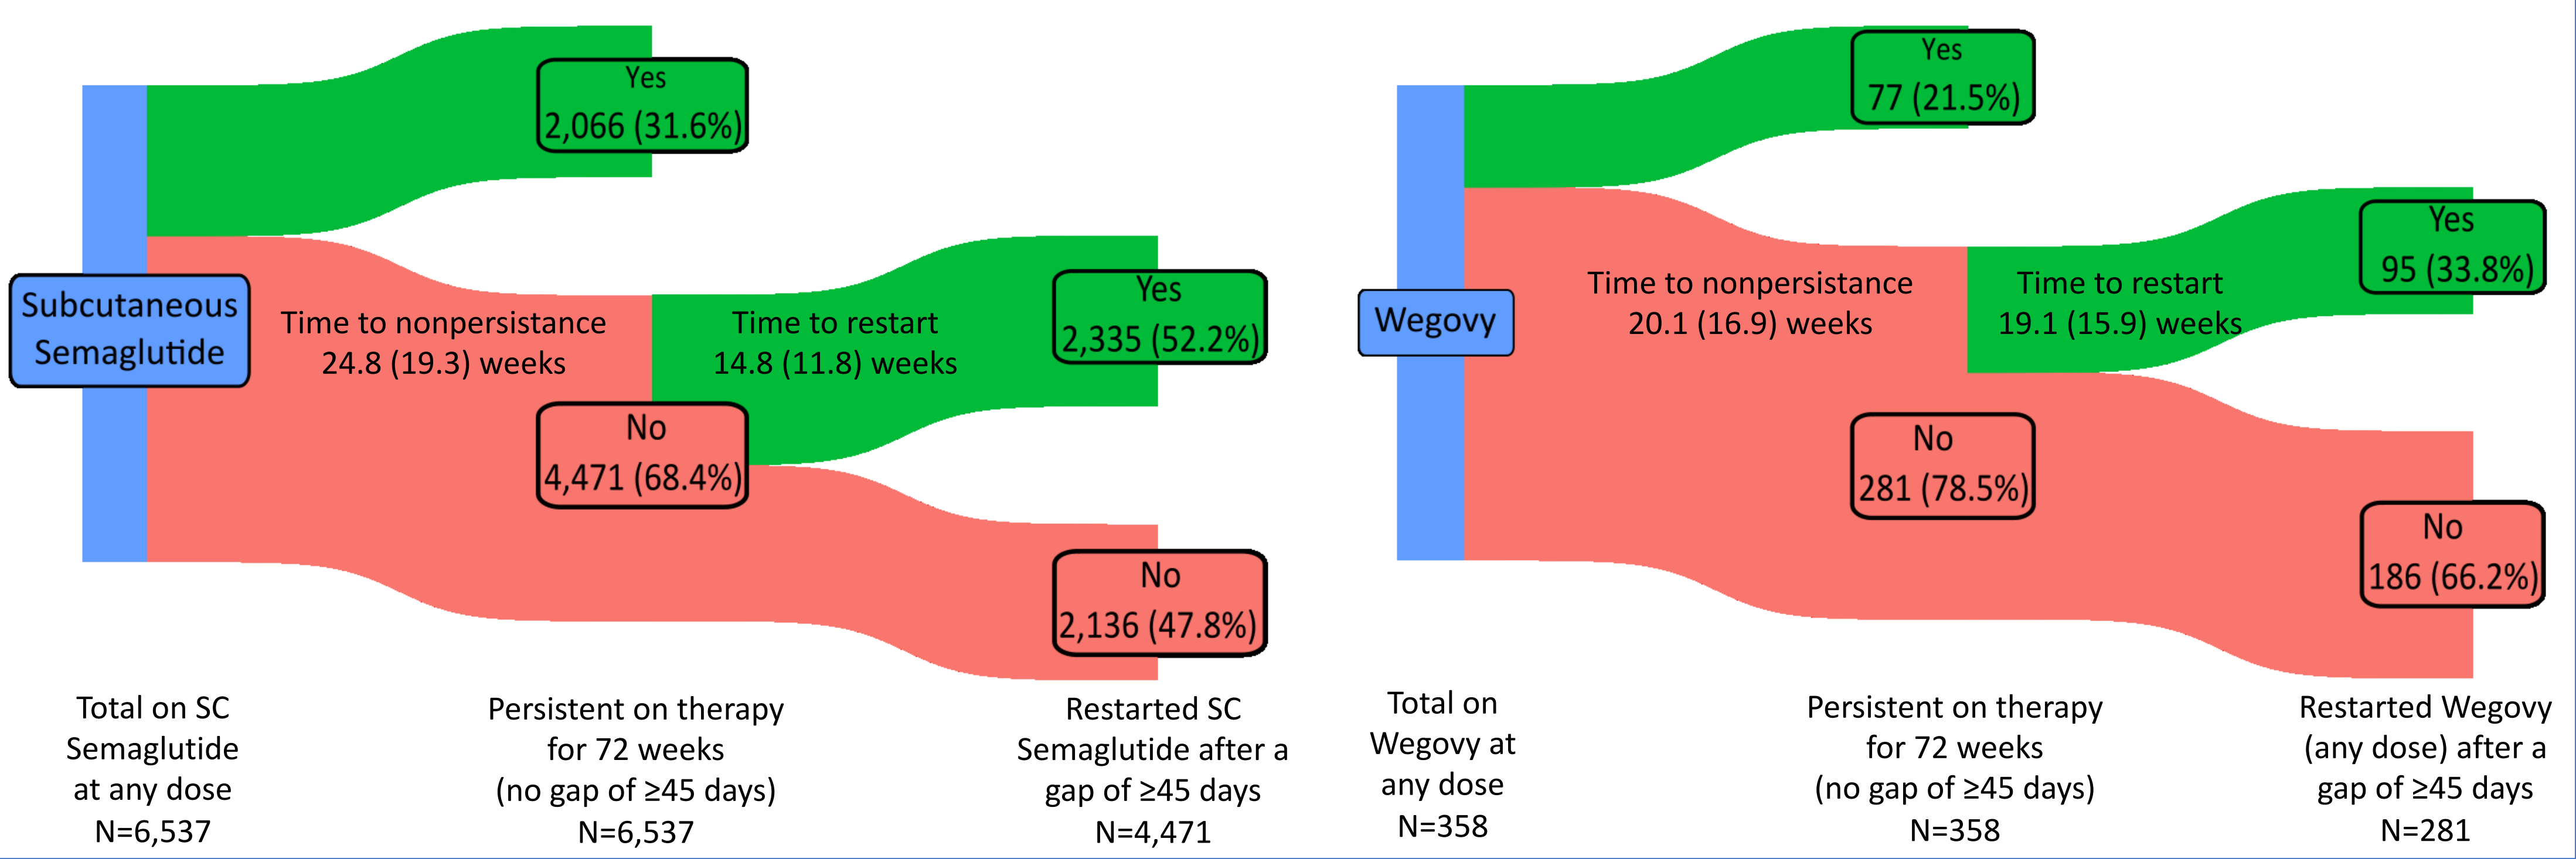 Yes
2,066 (31.6%)
Subcutaneous
Semaglutide
Time to nonpersistance
24.8 (19.3) weeks
Time to restart
14.8 (11.8) weeks
Yes
2,335 (52.2%)
No
4,471 (68.4%)
No
2,136 (47.8%)
Total on SC
Semaglutide
at any dose
N=6,537
Persistent on therapy
for 72 weeks
(no gap of ≥45 days)
N=6,537
Restarted SC
Semaglutide after a
gap of ≥45 days
N=4,471
Yes
77 (21.5%)
Wegovy
Time to nonpersistance
20.1 (16.9) weeks
Time to restart
19.1 (15.9) weeks
Yes
95 (33.8%)
No
281 (78.5%)
No
186 (66.2%)
Total on
Wegovy at
any dose
N=358
Persistent on therapy
for 72 weeks
(no gap of ≥45 days)
N=358
Restarted Wegovy
(any dose) after a
gap of ≥45 days
N=281